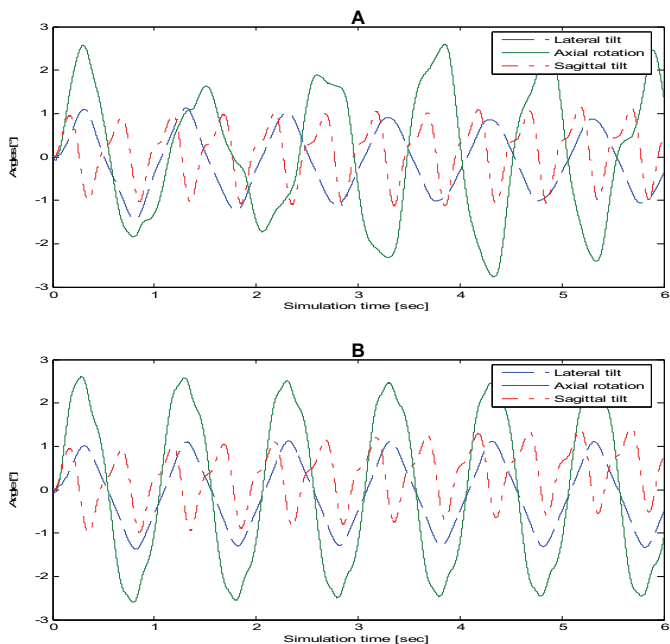 A
3
2
1
0
-1
-2
-3
Ages[°]
Lateral tilt
Axial rotation
Sagittal tilt
0 1 2 3 4 5 6
Simulation time [sec]
B
3
2
1
0
-1
-2
-3
Lateral tilt
Axial rotation
Sagittal tilt
0 1 2 3 4 5 6
Simulation time [sec]